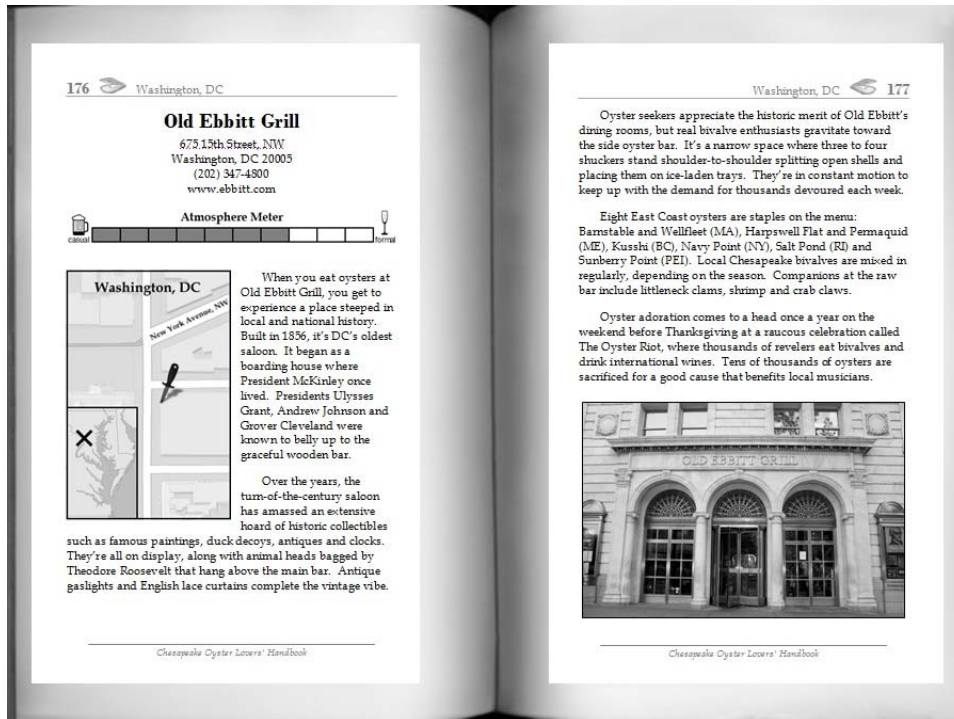 176 Washington, DC
Old Ebbitt Grill
675 15th Street, NW
Washington, DC 20005
(202) 347-4800
www.ebbitt.com
Atmosphere Meter
casual
formal
Washington, DC
New York Avenue, NW
When you eat oysters at
Old Ebbitt Grill, you get to
experience a place steeped in
local and national history.
Built in 1856, it's DC's oldest
saloon. It began as a
boarding house where
President McKinley once
lived. Presidents Ulysses
Grant, Andrew Johnson and
Grover Cleveland were
known to belly up to the
graceful wooden bar.
Over the years, the
turn-of-the-century saloon
has amassed an extensive
hoard of historic collectibles
such as famous paintings, duck decoys, antiques and clocks.
They're all on display, along with animal heads bagged by
Theodore Roosevelt that hang above the main bar. Antique
gaslights and English lace curtains complete the vintage vibe.
Chesapeake Oyster Lovers' Handbook
Washington, DC 177
Oyster seekers appreciate the historic merit of Old Ebbitt's
dining rooms, but real bivalve enthusiasts gravitate toward
the side oyster bar. It's a narrow space where three to four
shuckers stand shoulder-to-shoulder splitting open shells and
placing them on ice-laden trays. They're in constant motion to
keep up with the demand for thousands devoured each week.
Eight East Coast oysters are staples on the menu:
Barnstable and Wellfleet (MA), Harpswell Flat and Permaquid
(ME), Kusshi (BC), Navy Point (NY), Salt Pond (RI) and
Sunberry Point (PEI). Local Chesapeake bivalves are mixed in
regularly, depending on the season. Companions at the raw
bar include littleneck clams, shrimp and crab claws.
Oyster adoration comes to a head once a year on the
weekend before Thanksgiving at a raucous celebration called
The Oyster Riot, where thousands of revelers eat bivalves and
drink international wines. Tens of thousands of oysters are
sacrificed for a good cause that benefits local musicians.
OLD EBBITT GRILL
Chesapeake Oyster Lovers' Handbook